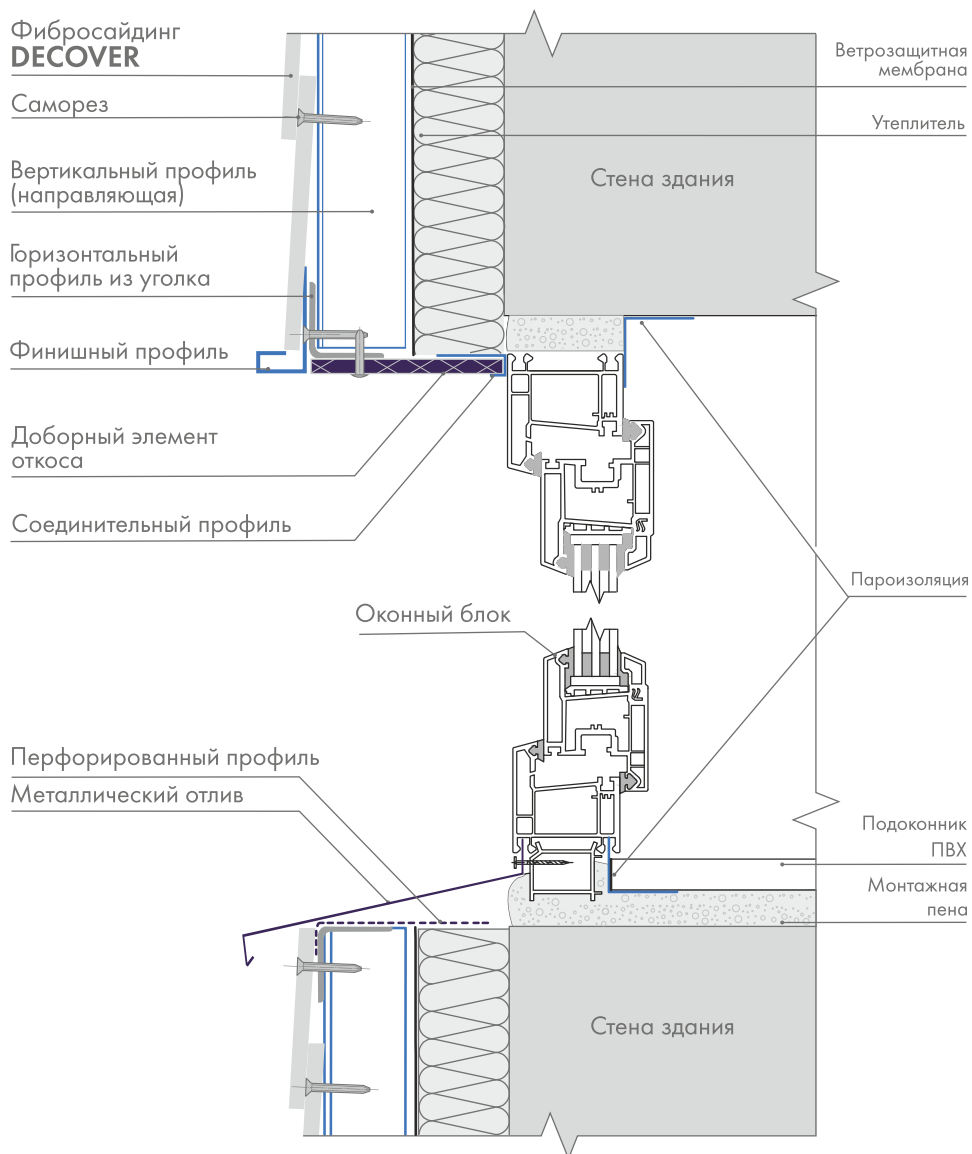 Фибросайдинг
DECOVER
Саморез
Вертикальный профиль
(направляющая)
Горизонтальный
профиль из уголка
Финишный профиль
Доборный элемент
откоса
Соединительный профиль
Ветрозащитная
мембрана
Утеплитель
Стена здания
Пароизоляция
Оконный блок
Перфорированный профиль
Металлический отлив
Подоконник
ПВХ
Монтажная
пена
Стена здания